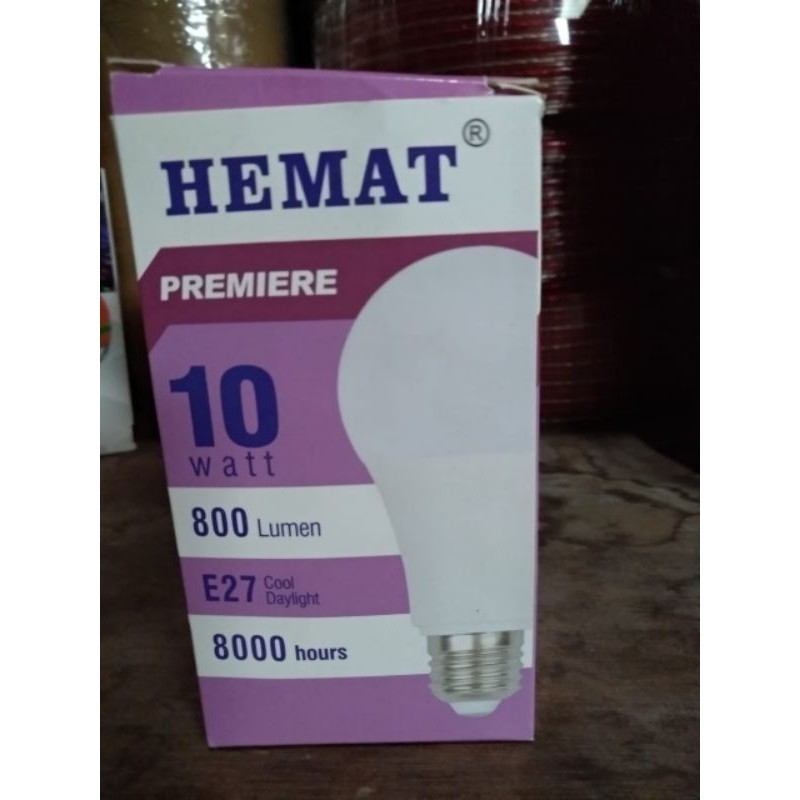 HEMAT®
PREMIERE
10
watt
800 Lumen
E27 Cool
Daylight
8000 hours